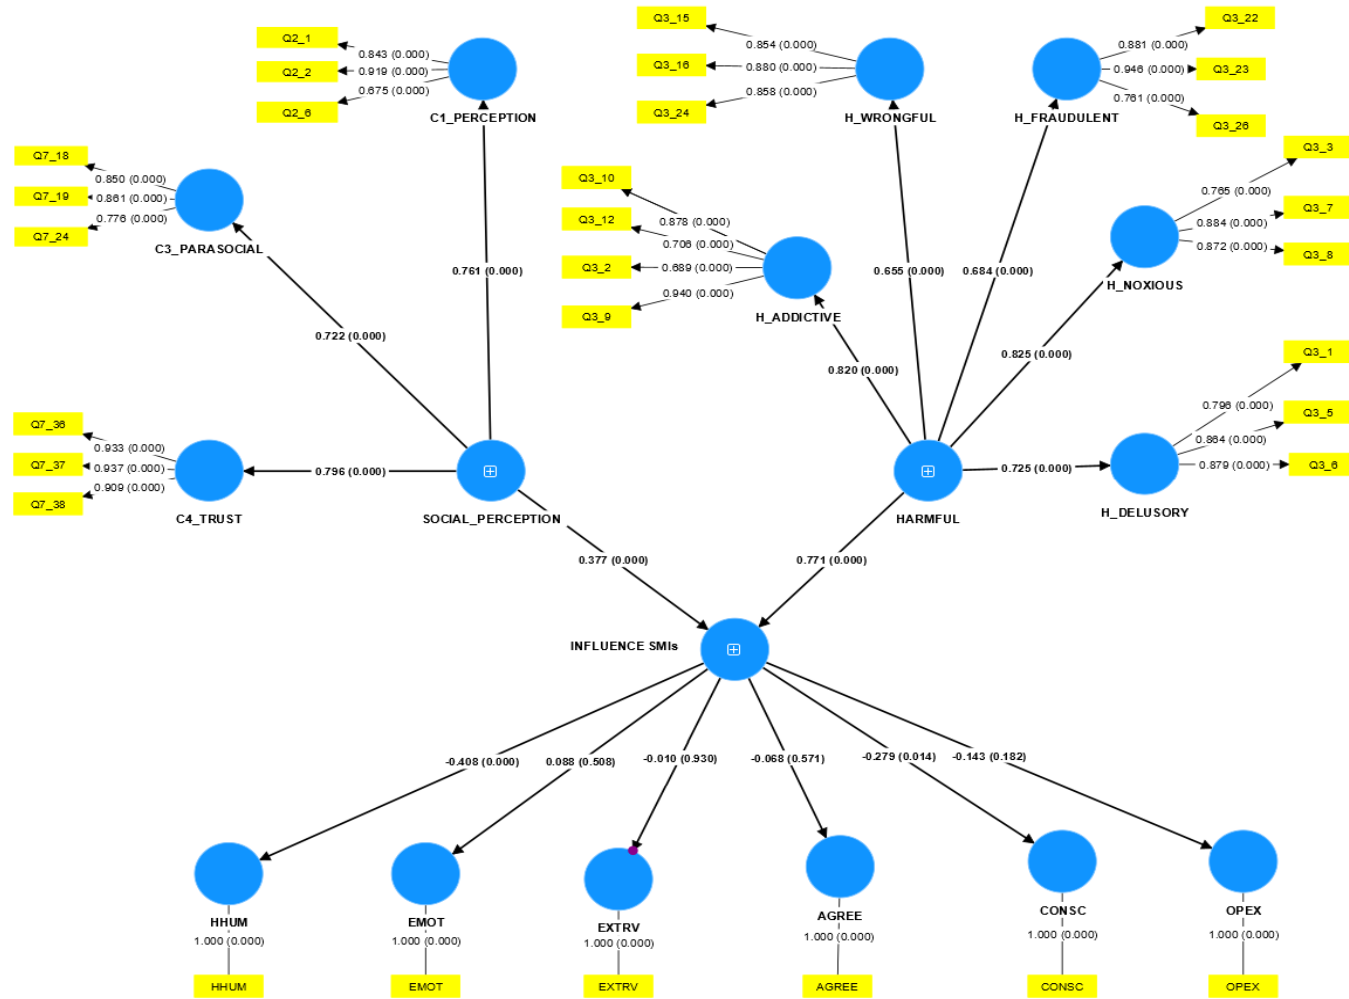 Q2_1
Q2_2
Q2_6
0.843 (0.000)
0.919 (0.000)
0.675 (0.000)
C1_PERCEPTION
Q3_15
Q3_16
Q3_24
0.854 (0.000)
0.880 (0.000)
0.858 (0.000)
H_WRONGFUL
Q3_22
Q3_23
Q3_26
0.881 (0.000)
0.946 (0.000)
0.761 (0.000)
H_FRAUDULENT
Q7_18
Q7_19
Q7_24
0.850 (0.000)
0.861 (0.000)
0.776 (0.000)
C3_PARASOCIAL
Q3_10
Q3_12
Q3_2
Q3_9
0.878 (0.000)
0.706 (0.000)
0.689 (0.000)
0.940 (0.000)
H_ADDICTIVE
Q3_3
Q3_7
Q3_8
0.765 (0.000)
0.884 (0.000)
0.872 (0.000)
H_NOXIOUS
0.761 (0.000)
0.722 (0.000)
0.796 (0.000)
0.655 (0.000)
0.684 (0.000)
0.820 (0.000)
0.825 (0.000)
0.725 (0.000)
Q3_1
Q3_5
Q3_6
0.796 (0.000)
0.864 (0.000)
0.879 (0.000)
H_DELUSORY
Q7_36
Q7_37
Q7_38
0.933 (0.000)
0.937 (0.000)
0.909 (0.000)
C4_TRUST
SOCIAL_PERCEPTION
HARMFUL
0.377 (0.000)
0.771 (0.000)
INFLUENCE SMIs
-0.408 (0.000)
0.088 (0.508)
-0.010 (0.930)
-0.068 (0.571)
-0.279 (0.014)
-0.143 (0.182)
HHUM
EMOT
EXTRV
AGREE
CONSC
OPEX
1.000 (0.000)
1.000 (0.000)
1.000 (0.000)
1.000 (0.000)
1.000 (0.000)
1.000 (0.000)
HHUM
EMOT
EXTRV
AGREE
CONSC
OPEX